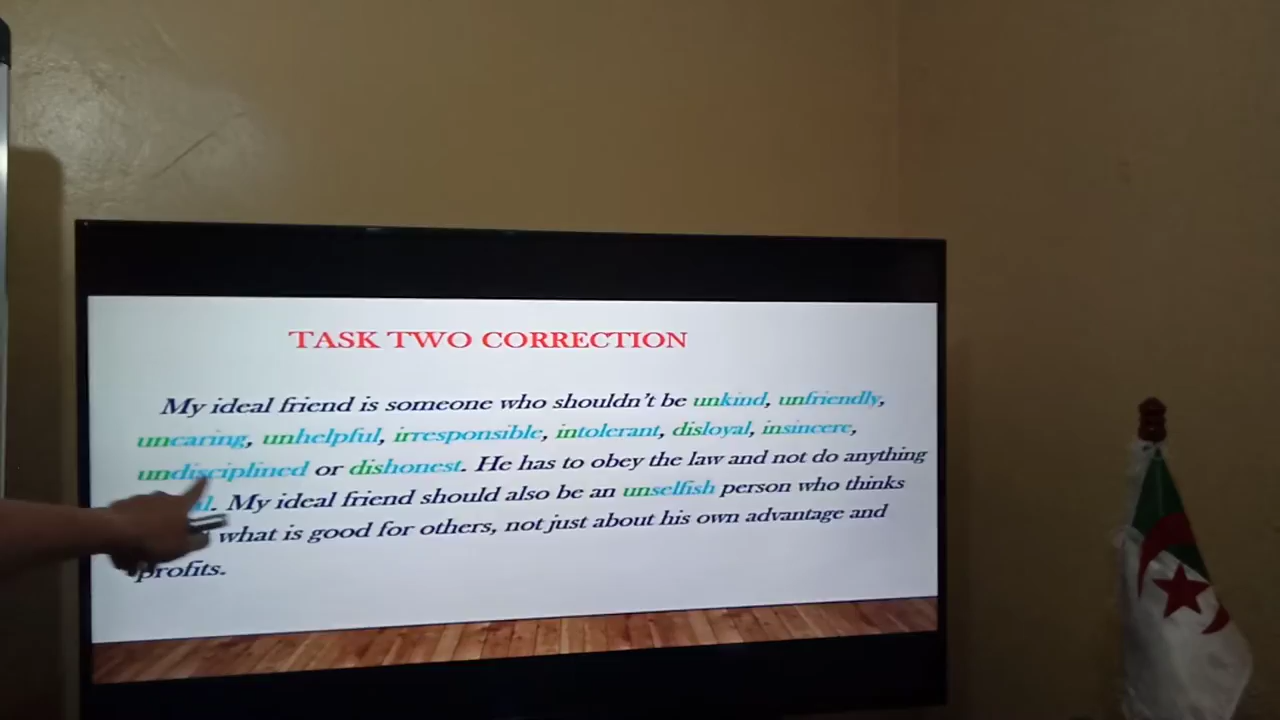 TASK TWO CORRECTION
My ideal friend is someone who shouldn't be unkind, unfriendly,
uncaring, unhelpful, irresponsible, intolerant, disloyal, insincere,
undisciplined or dishonest. He has to obey the law and not do anything
My ideal friend should also be an unselfish person who thinks
what is good for others, not just about his own advantage and
profits.